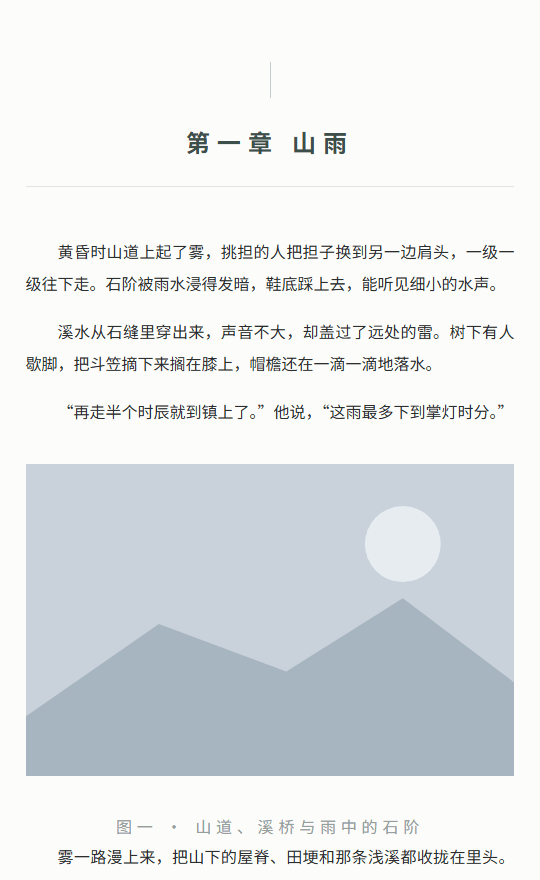 第一章 山雨
黄昏时山道上起了雾，挑担的人把担子换到另一边肩头，一级一
级往下走。石阶被雨水浸得发暗，鞋底踩上去，能听见细小的水声。
溪水从石缝里穿出来，声音不大，却盖过了远处的雷。树下有人
歇脚，把斗笠摘下来搁在膝上，帽檐还在一滴一滴地落水。
“再走半个时辰就到镇上了。”他说，“这雨最多下到掌灯时分。”
图一 · 山道、溪桥与雨中的石阶
雾一路漫上来，把山下的屋脊、田埂和那条浅溪都收拢在里头。